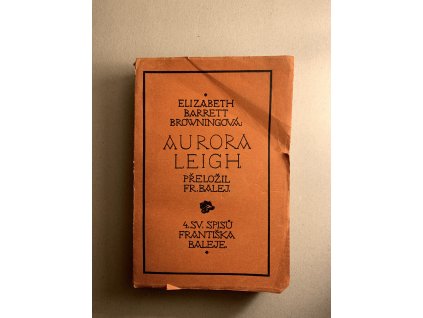 ELIZABETH
BARRETT
BROWNINGOVÁ.
AURORA
LEIGH.
PŘELOŽIL
FR. BALEJ.
4. SV. SPISŮ
FRANTIŠKA
BALEJE.